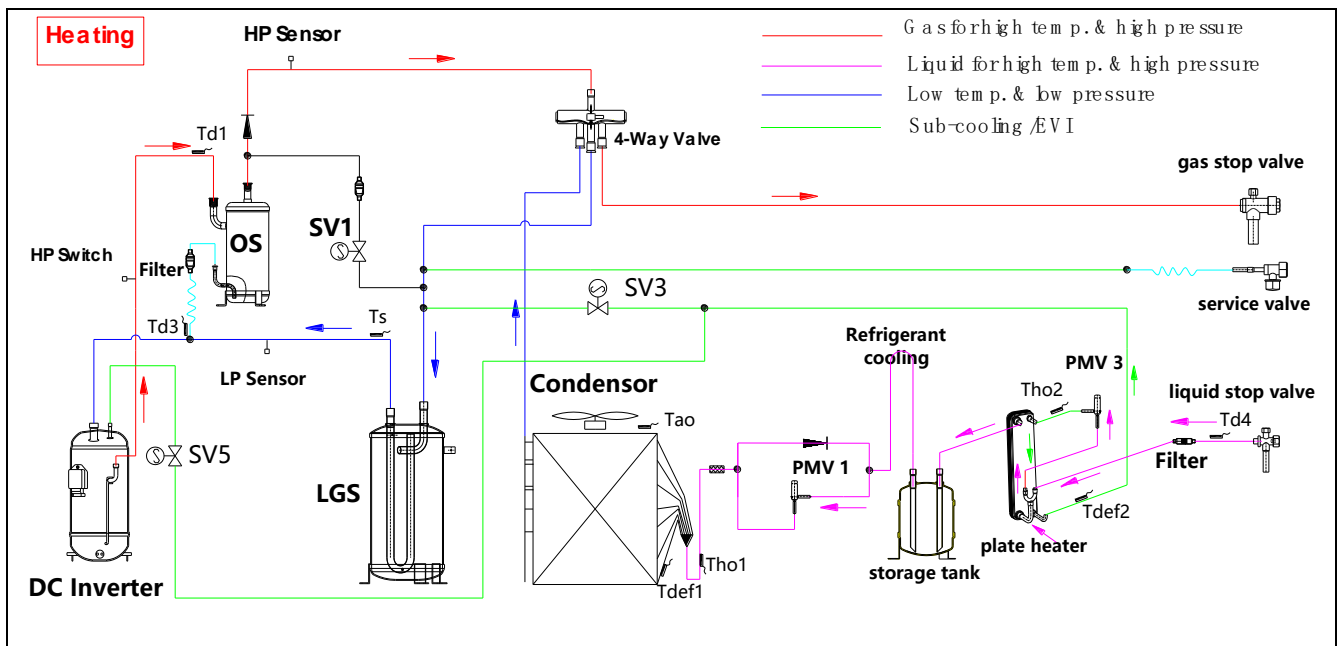 Heating
HP Sensor
Gas for high temp. & high pressure
Liquid for high temp. & high pressure
Low temp. & low pressure
Sub-cooling /EVI
Td1
4-Way Valve
gas stop valve
SV1
OS
HP Switch
Filter
SV3
service valve
Td3
Ts
Refrigerant
cooling
LP Sensor
Condensor
PMV 3
Tho2
liquid stop valve
Tao
Td4
SV5
PMV 1
Filter
LGS
Tdef2
plate heater
Tho1
storage tank
DC Inverter
Tdef1